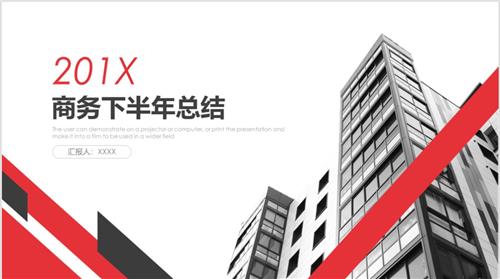 201X
商务下半年总结
The user can demonstrate on a projector or computer, or print the presentation and
make it into a film to be used in a wider field
汇报人：XXXX